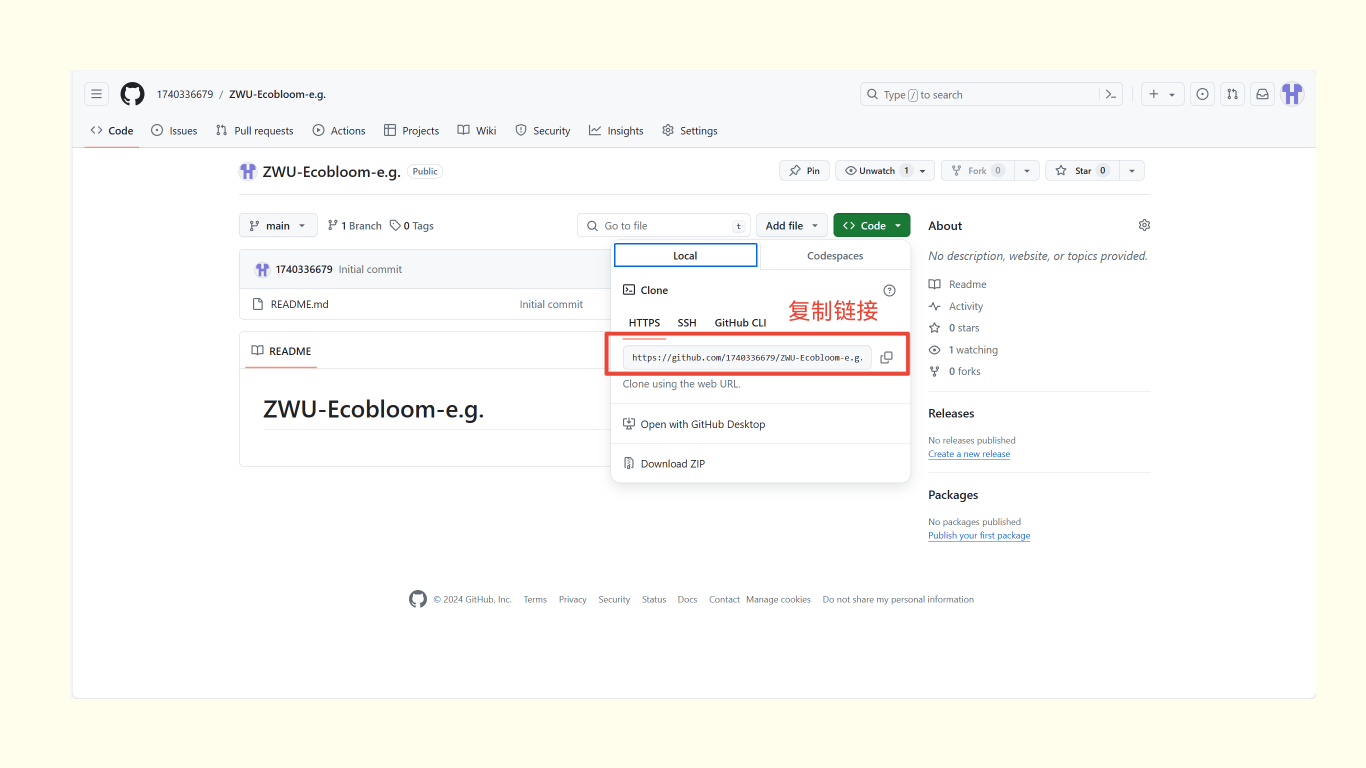 1740336679 / ZWU-Ecobloom-e.g.
Type / to search
Code Issues Pull requests Actions Projects Wiki Security Insights Settings
ZWU-Ecobloom-e.g. Public
Pin Unwatch 1 Fork 0 Star 0
main 1 Branch 0 Tags
Go to file t Add file Code
Local Codespaces
1740336679 Initial commit
README.md Initial commit
README
ZWU-Ecobloom-e.g.
Clone
复制链接
HTTPS SSH GitHub CLI
https://github.com/1740336679/ZWU-Ecobloom-e.g.
Clone using the web URL.
Open with GitHub Desktop
Download ZIP
About
No description, website, or topics provided.
Readme
Activity
0 stars
1 watching
0 forks
Releases
No releases published
Create a new release
Packages
No packages published
Publish your first package
© 2024 GitHub, Inc. Terms Privacy Security Status Docs Contact Manage cookies Do not share my personal information